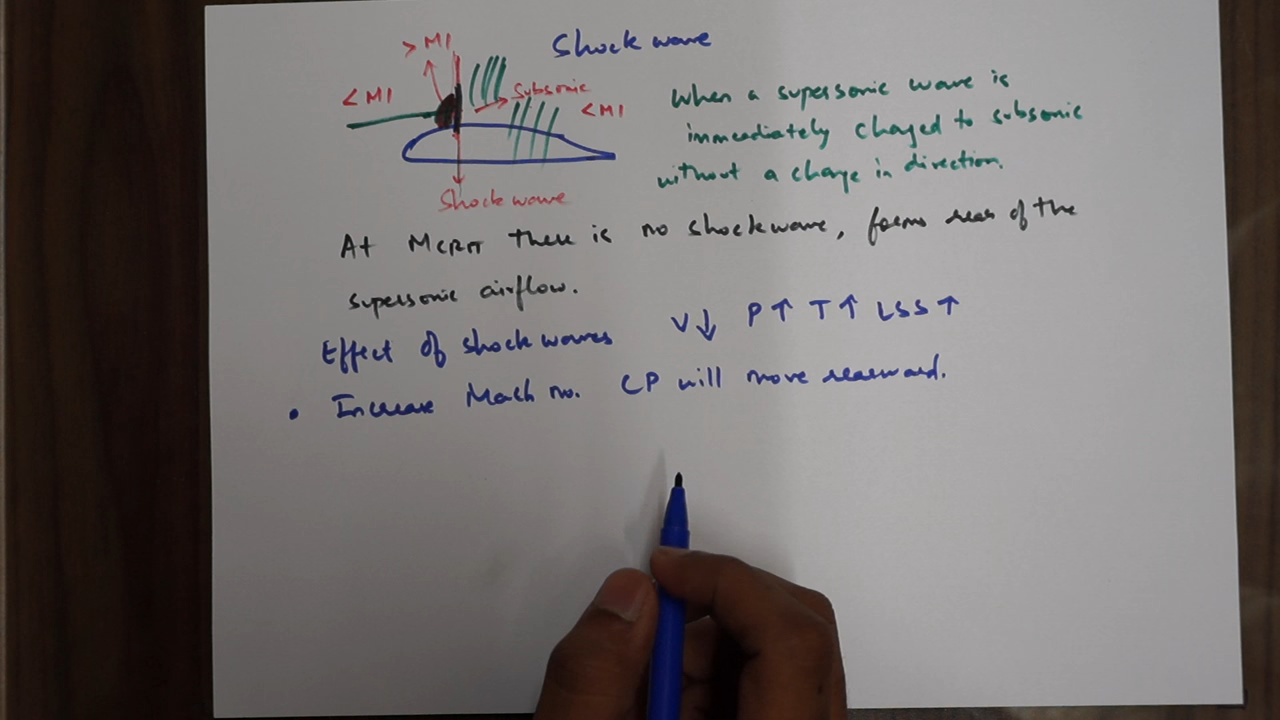 Shock wave
> M1
< M1
Subsonic
< M1
Shock wave
When a supersonic wave is
immediately changed to subsonic
without a change in direction.
At MCRIT there is no shockwave, forms rear of the
supersonic airflow.
Effect of shock waves V↓ P↑ T↑ LSS↑
• Increase Mach no. CP will move rearward.